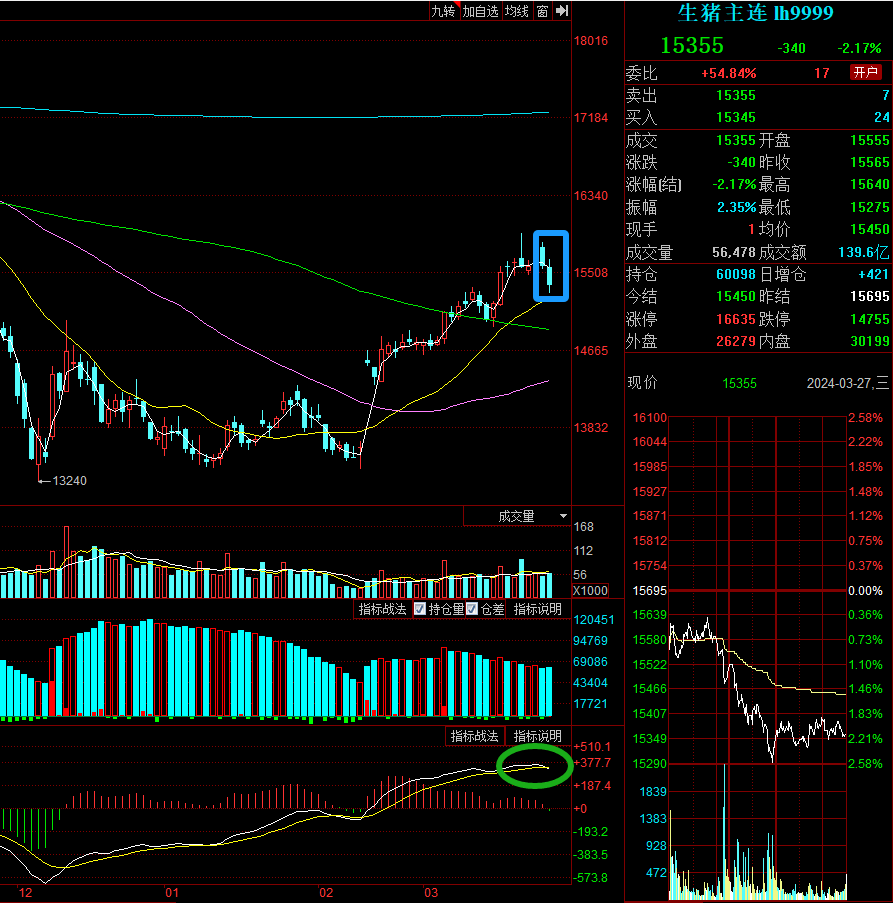 九转 加自选 均线 窗
18016
17184
16340
15508
14665
13832
13240
成交量
168
112
56
X1000
指标战法 持仓量 仓差 指标说明
120451
94769
69086
43404
17721
指标战法 指标说明
+510.1
+377.7
+187.4
+0
-193.2
-383.5
-573.8
12 01 02 03
生猪主连 lh9999
15355 -340 -2.17%
委比 +54.84% 17 开户
卖出 15355 7
买入 15345 24
成交 15355 开盘 15555
涨跌 -340 昨收 15565
涨幅(结) -2.17% 最高 15640
振幅 2.35% 最低 15275
现手 1 均价 15450
成交量 56,478 成交额 139.6亿
持仓 60098 日增仓 +421
今结 15450 昨结 15695
涨停 16635 跌停 14755
外盘 26279 内盘 30199
现价 15355 2024-03-27,三
16100 2.58%
16044 2.22%
15985 1.85%
15927 1.48%
15871 1.12%
15812 0.75%
15754 0.37%
15695 0.00%
15639 0.36%
15580 0.73%
15522 1.10%
15466 1.46%
15407 1.83%
15349 2.21%
15290 2.58%
1839
1383
928
472